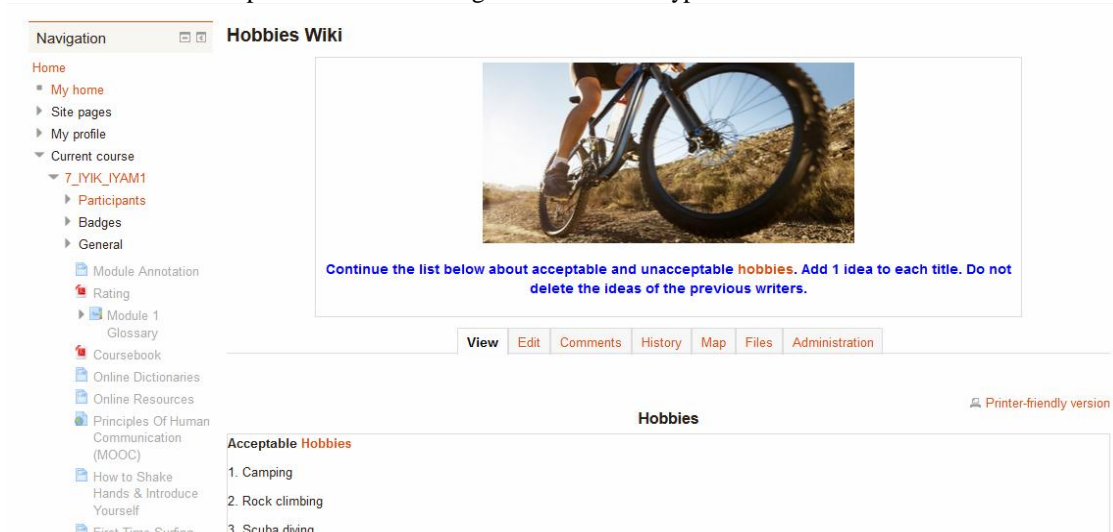 Navigation
Home
My home
Site pages
My profile
Current course
7_IYIK_IYAM1
Participants
Badges
General
Module Annotation
Rating
Module 1
Glossary
Coursebook
Online Dictionaries
Online Resources
Principles Of Human
Communication
(MOOC)
How to Shake
Hands & Introduce
Yourself
First Time Surfing
Hobbies Wiki
Continue the list below about acceptable and unacceptable hobbies. Add 1 idea to each title. Do not
delete the ideas of the previous writers.
View Edit Comments History Map Files Administration
Printer-friendly version
Hobbies
Acceptable Hobbies
1. Camping
2. Rock climbing
3. Scuba diving